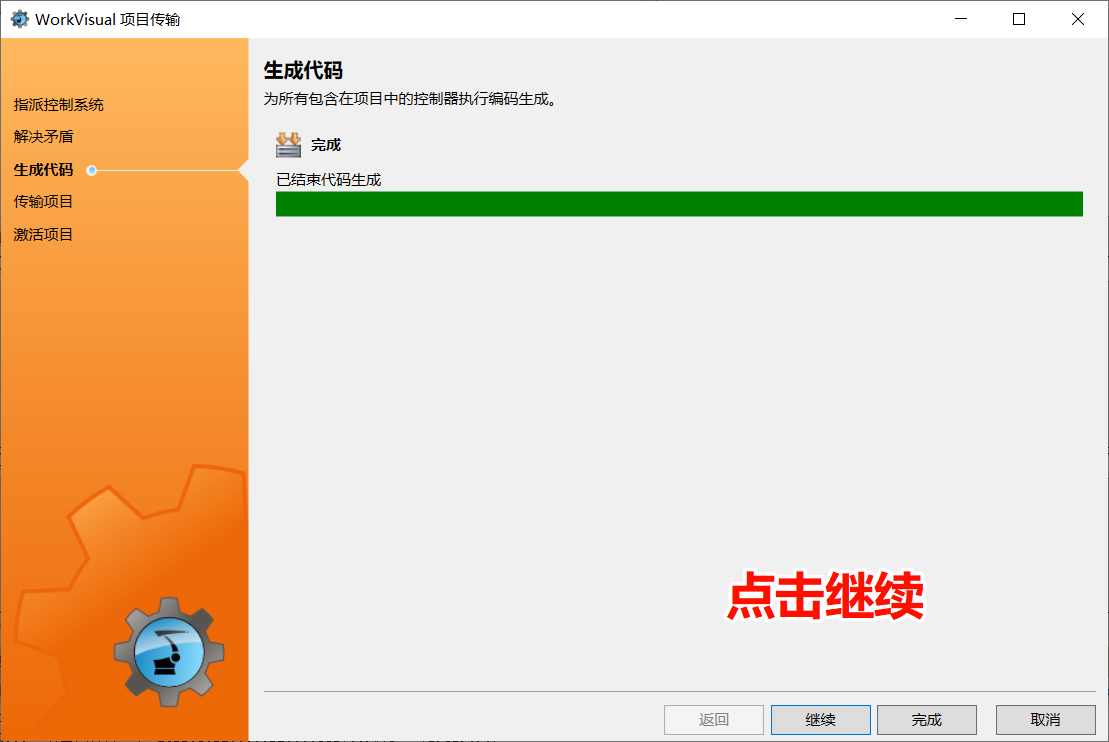 WorkVisual 项目传输
指派控制系统
解决矛盾
生成代码
传输项目
激活项目
生成代码
为所有包含在项目中的控制器执行编码生成。
完成
已结束代码生成
点击继续
返回 继续 完成 取消